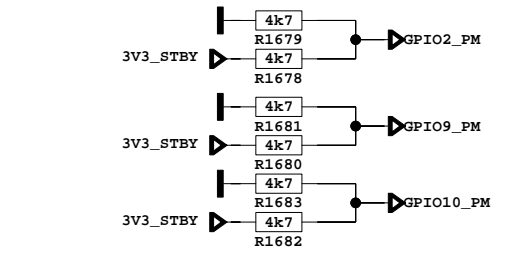 4k7
R1679
GPIO2_PM
3V3_STBY
4k7
R1678
4k7
R1681
GPIO9_PM
3V3_STBY
4k7
R1680
4k7
R1683
GPIO10_PM
3V3_STBY
4k7
R1682